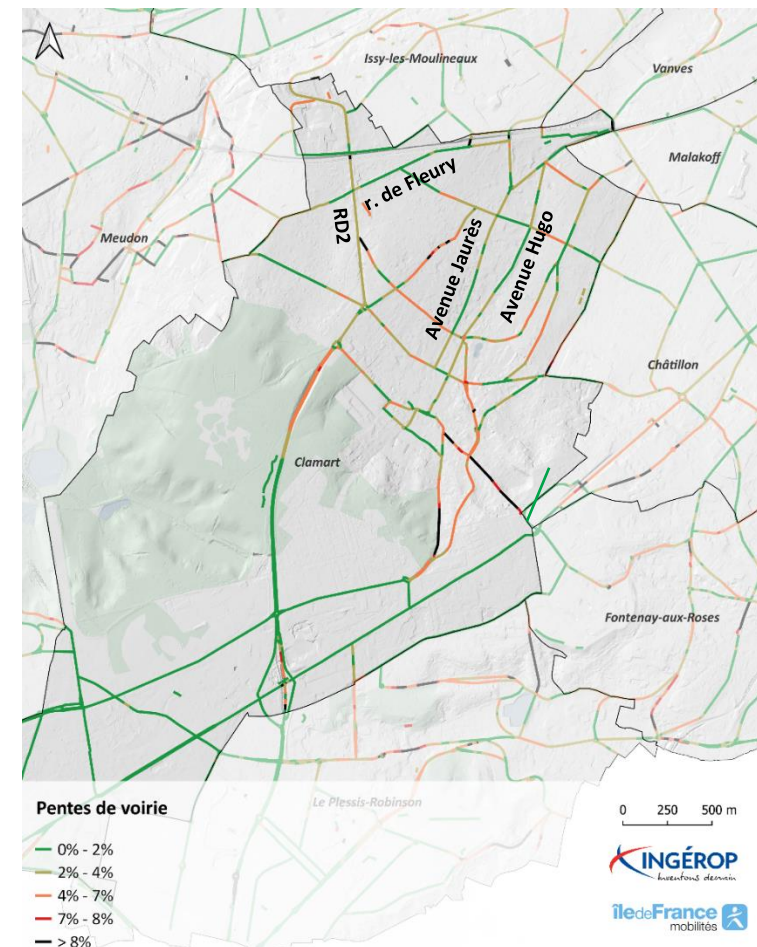 Issy-les-Moulineaux
Vanves
Malakoff
r. de Fleury
RD2
Meudon
Avenue Jaurès
Avenue Hugo
Châtillon
Clamart
Fontenay-aux-Roses
Le Plessis-Robinson
Pentes de voirie
0% - 2%
2% - 4%
4% - 7%
7% - 8%
> 8%
0 250 500 m
INGÉROP
Inventons demain
îledeFrance
mobilités